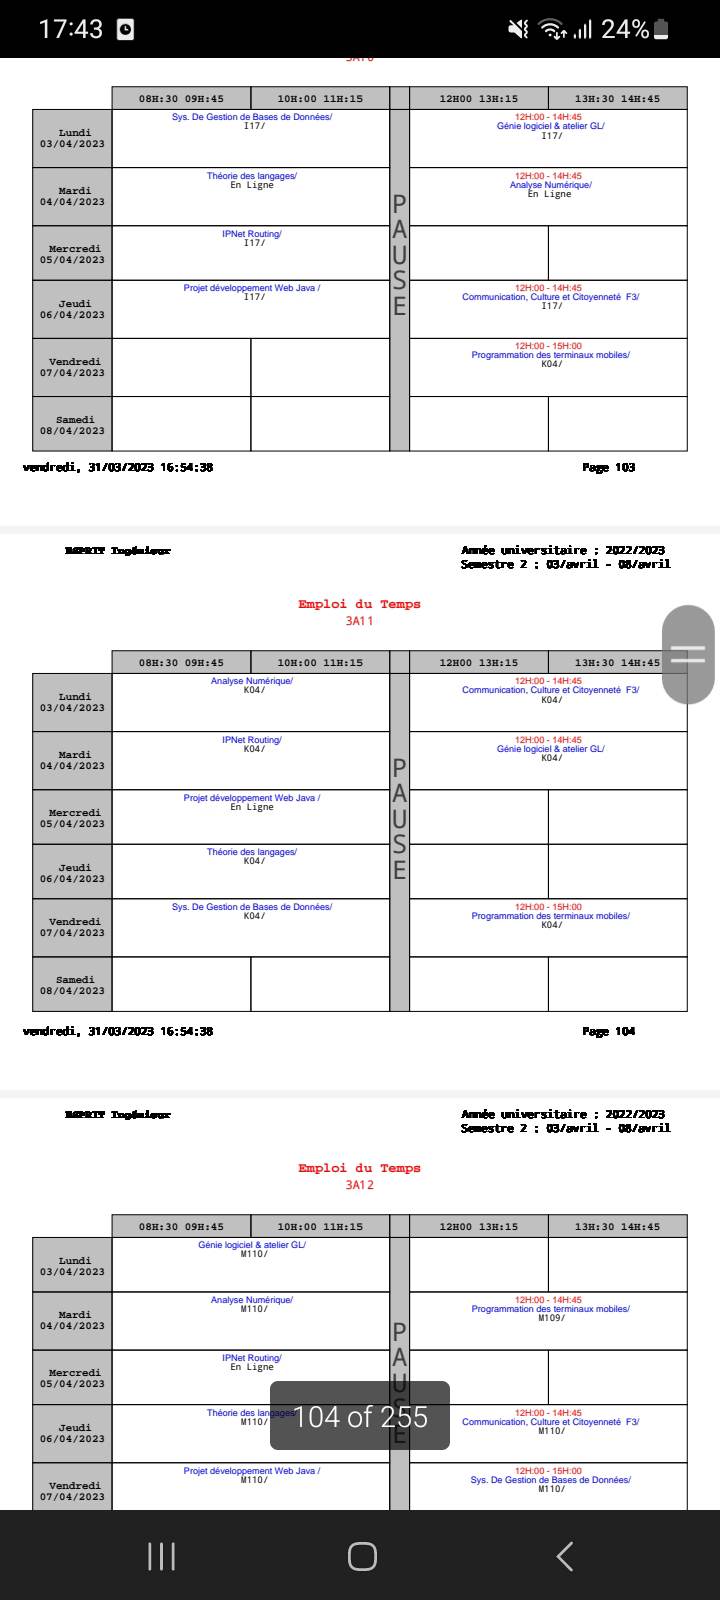 17:43 24%
08H:30 09H:45 10H:00 11H:15 12H00 13H:15 13H:30 14H:45
Lundi
03/04/2023
Sys. De Gestion de Bases de Données/
I17/
12H:00 - 14H:45
Génie logiciel & atelier GL/
I17/
Mardi
04/04/2023
Théorie des langages/
En Ligne
12H:00 - 14H:45
Analyse Numérique/
En Ligne
Mercredi
05/04/2023
IPNet Routing/
I17/
Jeudi
06/04/2023
Projet développement Web Java /
I17/
12H:00 - 14H:45
Communication, Culture et Citoyenneté F3/
I17/
Vendredi
07/04/2023
12H:00 - 15H:00
Programmation des terminaux mobiles/
K04/
Samedi
08/04/2023
PAUSE
vendredi, 31/03/2023 16:54:38 Page 103
ESPRIT Ingénieur Année universitaire : 2022/2023
Semestre 2 : 03/avril - 08/avril
Emploi du Temps
3A11
08H:30 09H:45 10H:00 11H:15 12H00 13H:15 13H:30 14H:45
Lundi
03/04/2023
Analyse Numérique/
K04/
12H:00 - 14H:45
Communication, Culture et Citoyenneté F3/
K04/
Mardi
04/04/2023
IPNet Routing/
K04/
12H:00 - 14H:45
Génie logiciel & atelier GL/
K04/
Mercredi
05/04/2023
Projet développement Web Java /
En Ligne
Jeudi
06/04/2023
Théorie des langages/
K04/
Vendredi
07/04/2023
Sys. De Gestion de Bases de Données/
K04/
12H:00 - 15H:00
Programmation des terminaux mobiles/
K04/
Samedi
08/04/2023
PAUSE
vendredi, 31/03/2023 16:54:38 Page 104
ESPRIT Ingénieur Année universitaire : 2022/2023
Semestre 2 : 03/avril - 08/avril
Emploi du Temps
3A12
08H:30 09H:45 10H:00 11H:15 12H00 13H:15 13H:30 14H:45
Lundi
03/04/2023
Génie logiciel & atelier GL/
M110/
Mardi
04/04/2023
Analyse Numérique/
M110/
12H:00 - 14H:45
Programmation des terminaux mobiles/
M109/
Mercredi
05/04/2023
IPNet Routing/
En Ligne
Jeudi
06/04/2023
Théorie des langages/
M110/
12H:00 - 14H:45
Communication, Culture et Citoyenneté F3/
M110/
Vendredi
07/04/2023
Projet développement Web Java /
M110/
12H:00 - 15H:00
Sys. De Gestion de Bases de Données/
M110/
PAUSE
104 of 255